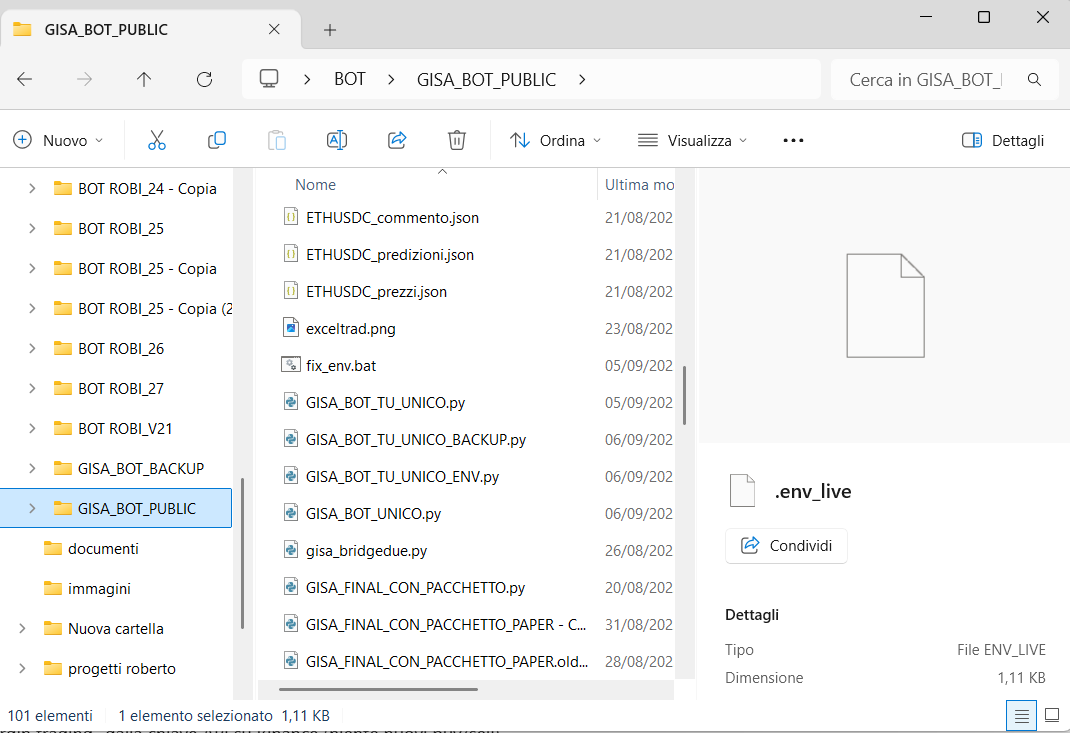 GISA_BOT_PUBLIC
BOT
GISA_BOT_PUBLIC
Cerca in GISA_BOT_
Nuovo
Ordina
Visualizza
Dettagli
BOT ROBI_24 - Copia
BOT ROBI_25
BOT ROBI_25 - Copia
BOT ROBI_25 - Copia (2
BOT ROBI_26
BOT ROBI_27
BOT ROBI_V21
GISA_BOT_BACKUP
GISA_BOT_PUBLIC
documenti
immagini
Nuova cartella
progetti roberto
Nome Ultima mo
ETHUSDC_commento.json 21/08/202
ETHUSDC_predizioni.json 21/08/202
ETHUSDC_prezzi.json 21/08/202
exceltrad.png 23/08/202
fix_env.bat 05/09/202
GISA_BOT_TU_UNICO.py 05/09/202
GISA_BOT_TU_UNICO_BACKUP.py 06/09/202
GISA_BOT_TU_UNICO_ENV.py 06/09/202
GISA_BOT_UNICO.py 06/09/202
gisa_bridgedue.py 26/08/202
GISA_FINAL_CON_PACCHETTO.py 20/08/202
GISA_FINAL_CON_PACCHETTO_PAPER - C... 31/08/202
GISA_FINAL_CON_PACCHETTO_PAPER.old... 28/08/202
.env_live
Condividi
Dettagli
Tipo File ENV_LIVE
Dimensione 1,11 KB
101 elementi 1 elemento selezionato 1,11 KB